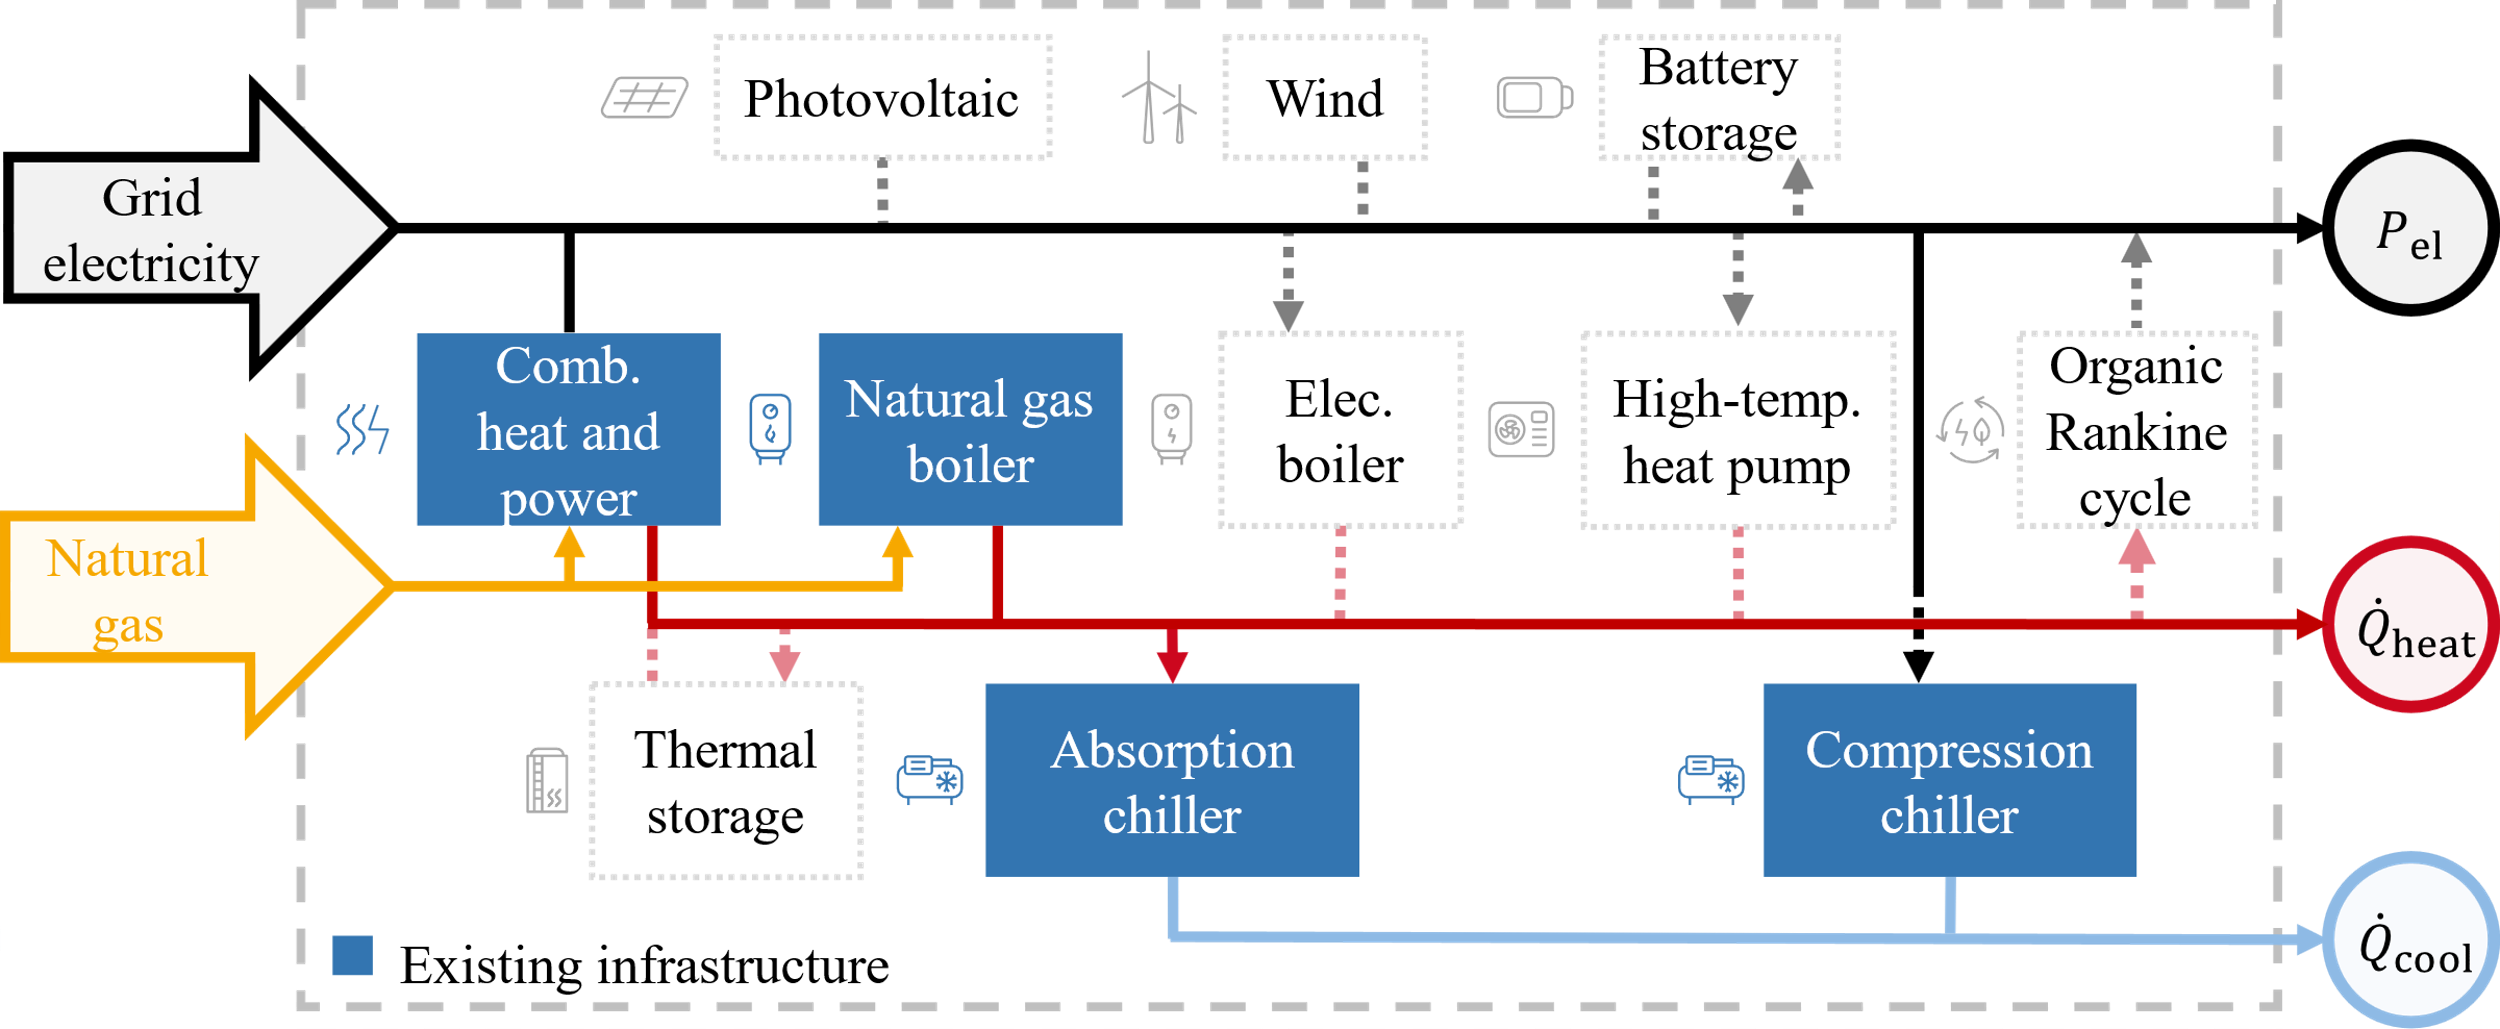 Photovoltaic
Wind
Battery
storage
Grid
electricity
P el
Comb.
heat and
power
Natural gas
boiler
Elec.
boiler
High-temp.
heat pump
Organic
Rankine
cycle
Natural
gas
Q̇ heat
Thermal
storage
Absorption
chiller
Compression
chiller
Q̇ cool
Existing infrastructure